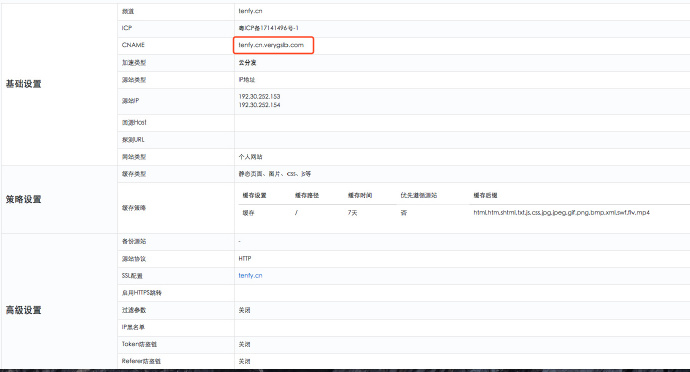 频道 tenfy.cn
ICP 粤ICP备17141496号-1
CNAME tenfy.cn.verygslb.com
加速类型 云分发
源站类型 IP地址
基础设置
源站IP 192.30.252.153
192.30.252.154
回源Host
探测URL
网站类型 个人网站
缓存类型 静态页面、图片、css、js等
策略设置
缓存策略
缓存设置 缓存路径 缓存时间 优先遵循源站 缓存后缀
缓存 / 7天 否 html,htm,shtml,txt,js,css,jpg,jpeg,gif,png,bmp,xml,swf,flv,mp4
备份源站 -
源站协议 HTTP
SSL配置 tenfy.cn
启用HTTPS跳转
高级设置
过滤参数 关闭
IP黑名单
Token防盗链 关闭
Referer防盗链 关闭